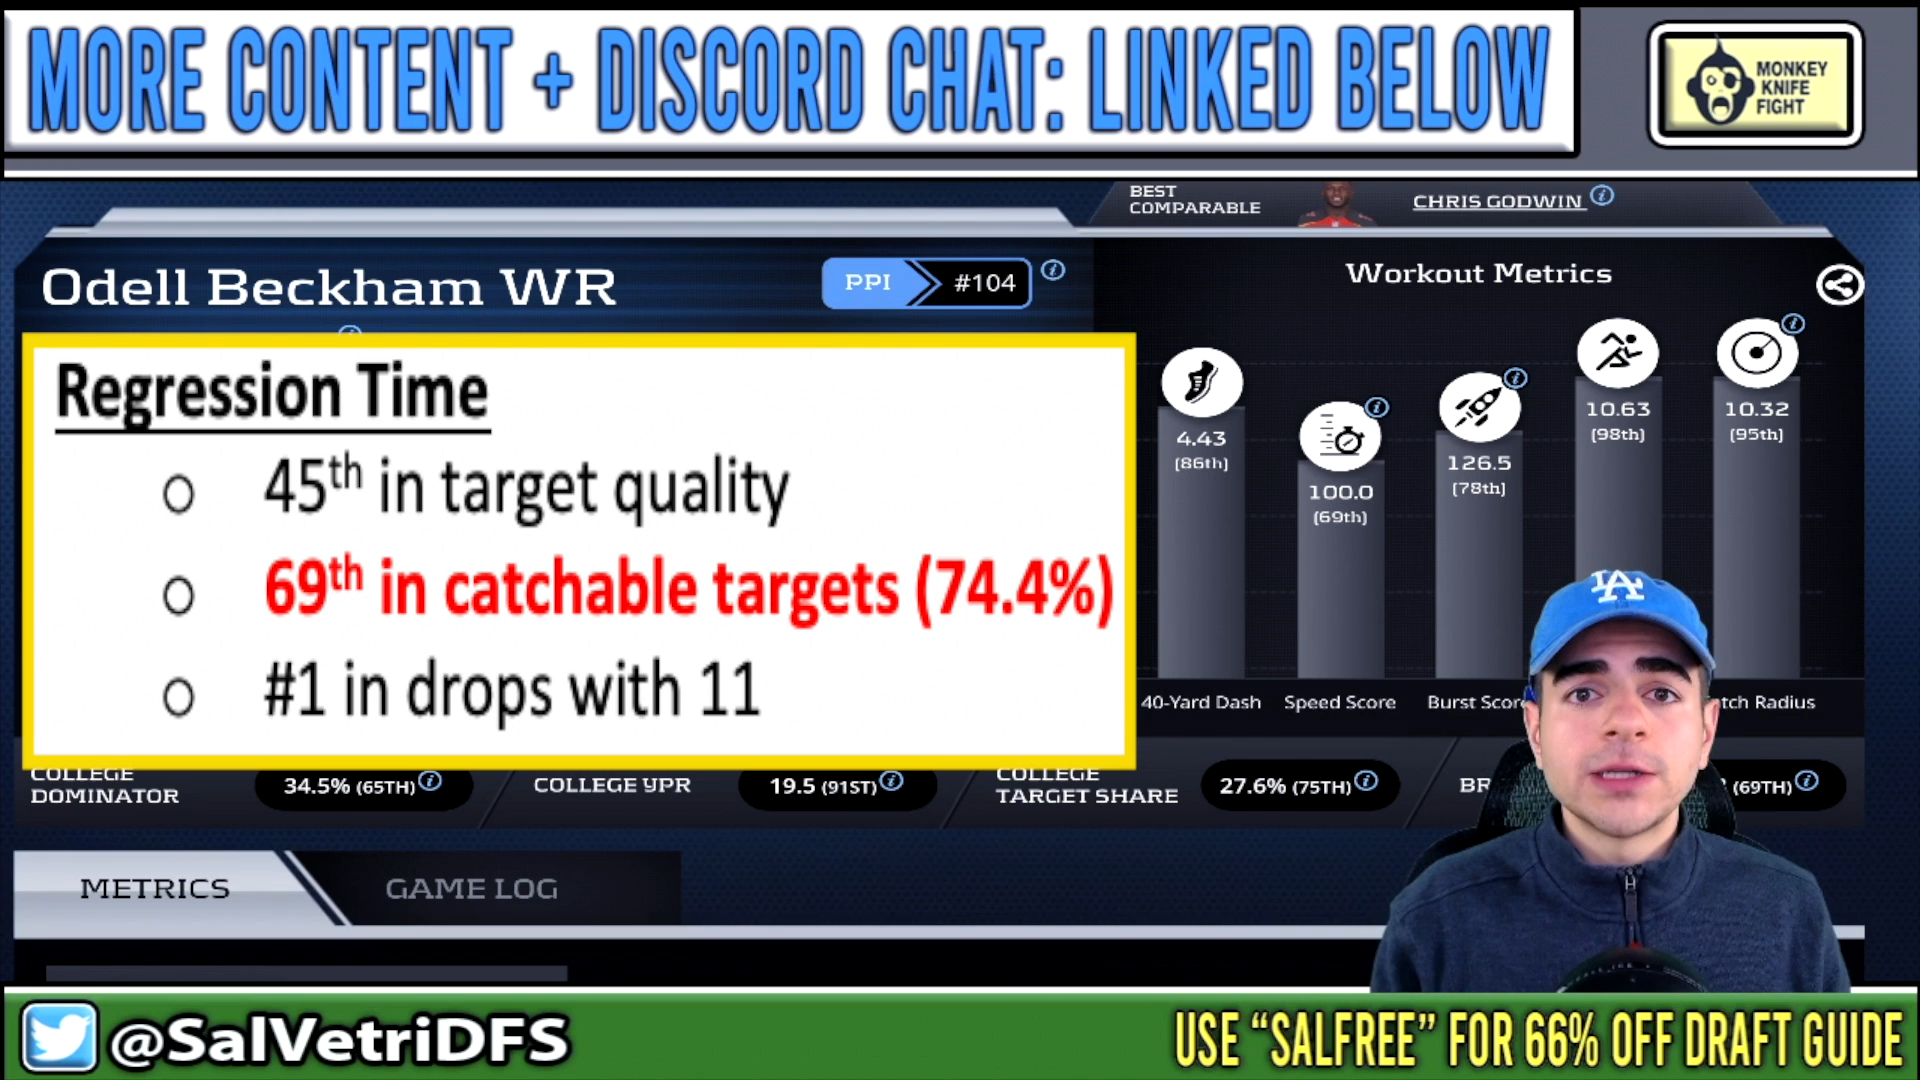 MORE CONTENT + DISCORD CHAT: LINKED BELOW
MONKEY
KNIFE
FIGHT
BEST
COMPARABLE
CHRIS GODWIN
Odell Beckham WR
PPI #104
Workout Metrics
Regression Time
45th in target quality
69th in catchable targets (74.4%)
#1 in drops with 11
4.43
(86th)
100.0
(69th)
126.5
(78th)
10.63
(98th)
10.32
(95th)
40-Yard Dash
Speed Score
Burst Score
tch Radius
COLLEGE
DOMINATOR
34.5% (65TH)
COLLEGE YPR
19.5 (91ST)
COLLEGE
TARGET SHARE
27.6% (75TH)
BR
(69TH)
LA
METRICS
GAME LOG
@SalVetriDFS
USE “SALFREE” FOR 66% OFF DRAFT GUIDE